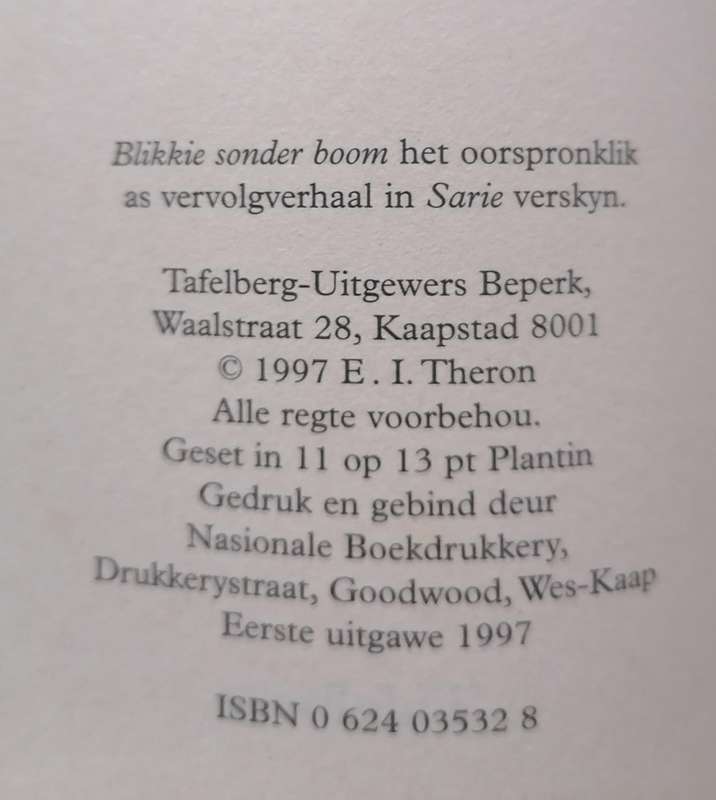 Blikkie sonder boom het oorspronklik
as vervolgverhaal in Sarie verskyn.
Tafelberg-Uitgewers Beperk,
Waalstraat 28, Kaapstad 8001
© 1997 E. I. Theron
Alle regte voorbehou.
Geset in 11 op 13 pt Plantin
Gedruk en gebind deur
Nasionale Boekdrukkery,
Drukkerystraat, Goodwood, Wes-Kaap
Eerste uitgawe 1997
ISBN 0 624 03532 8